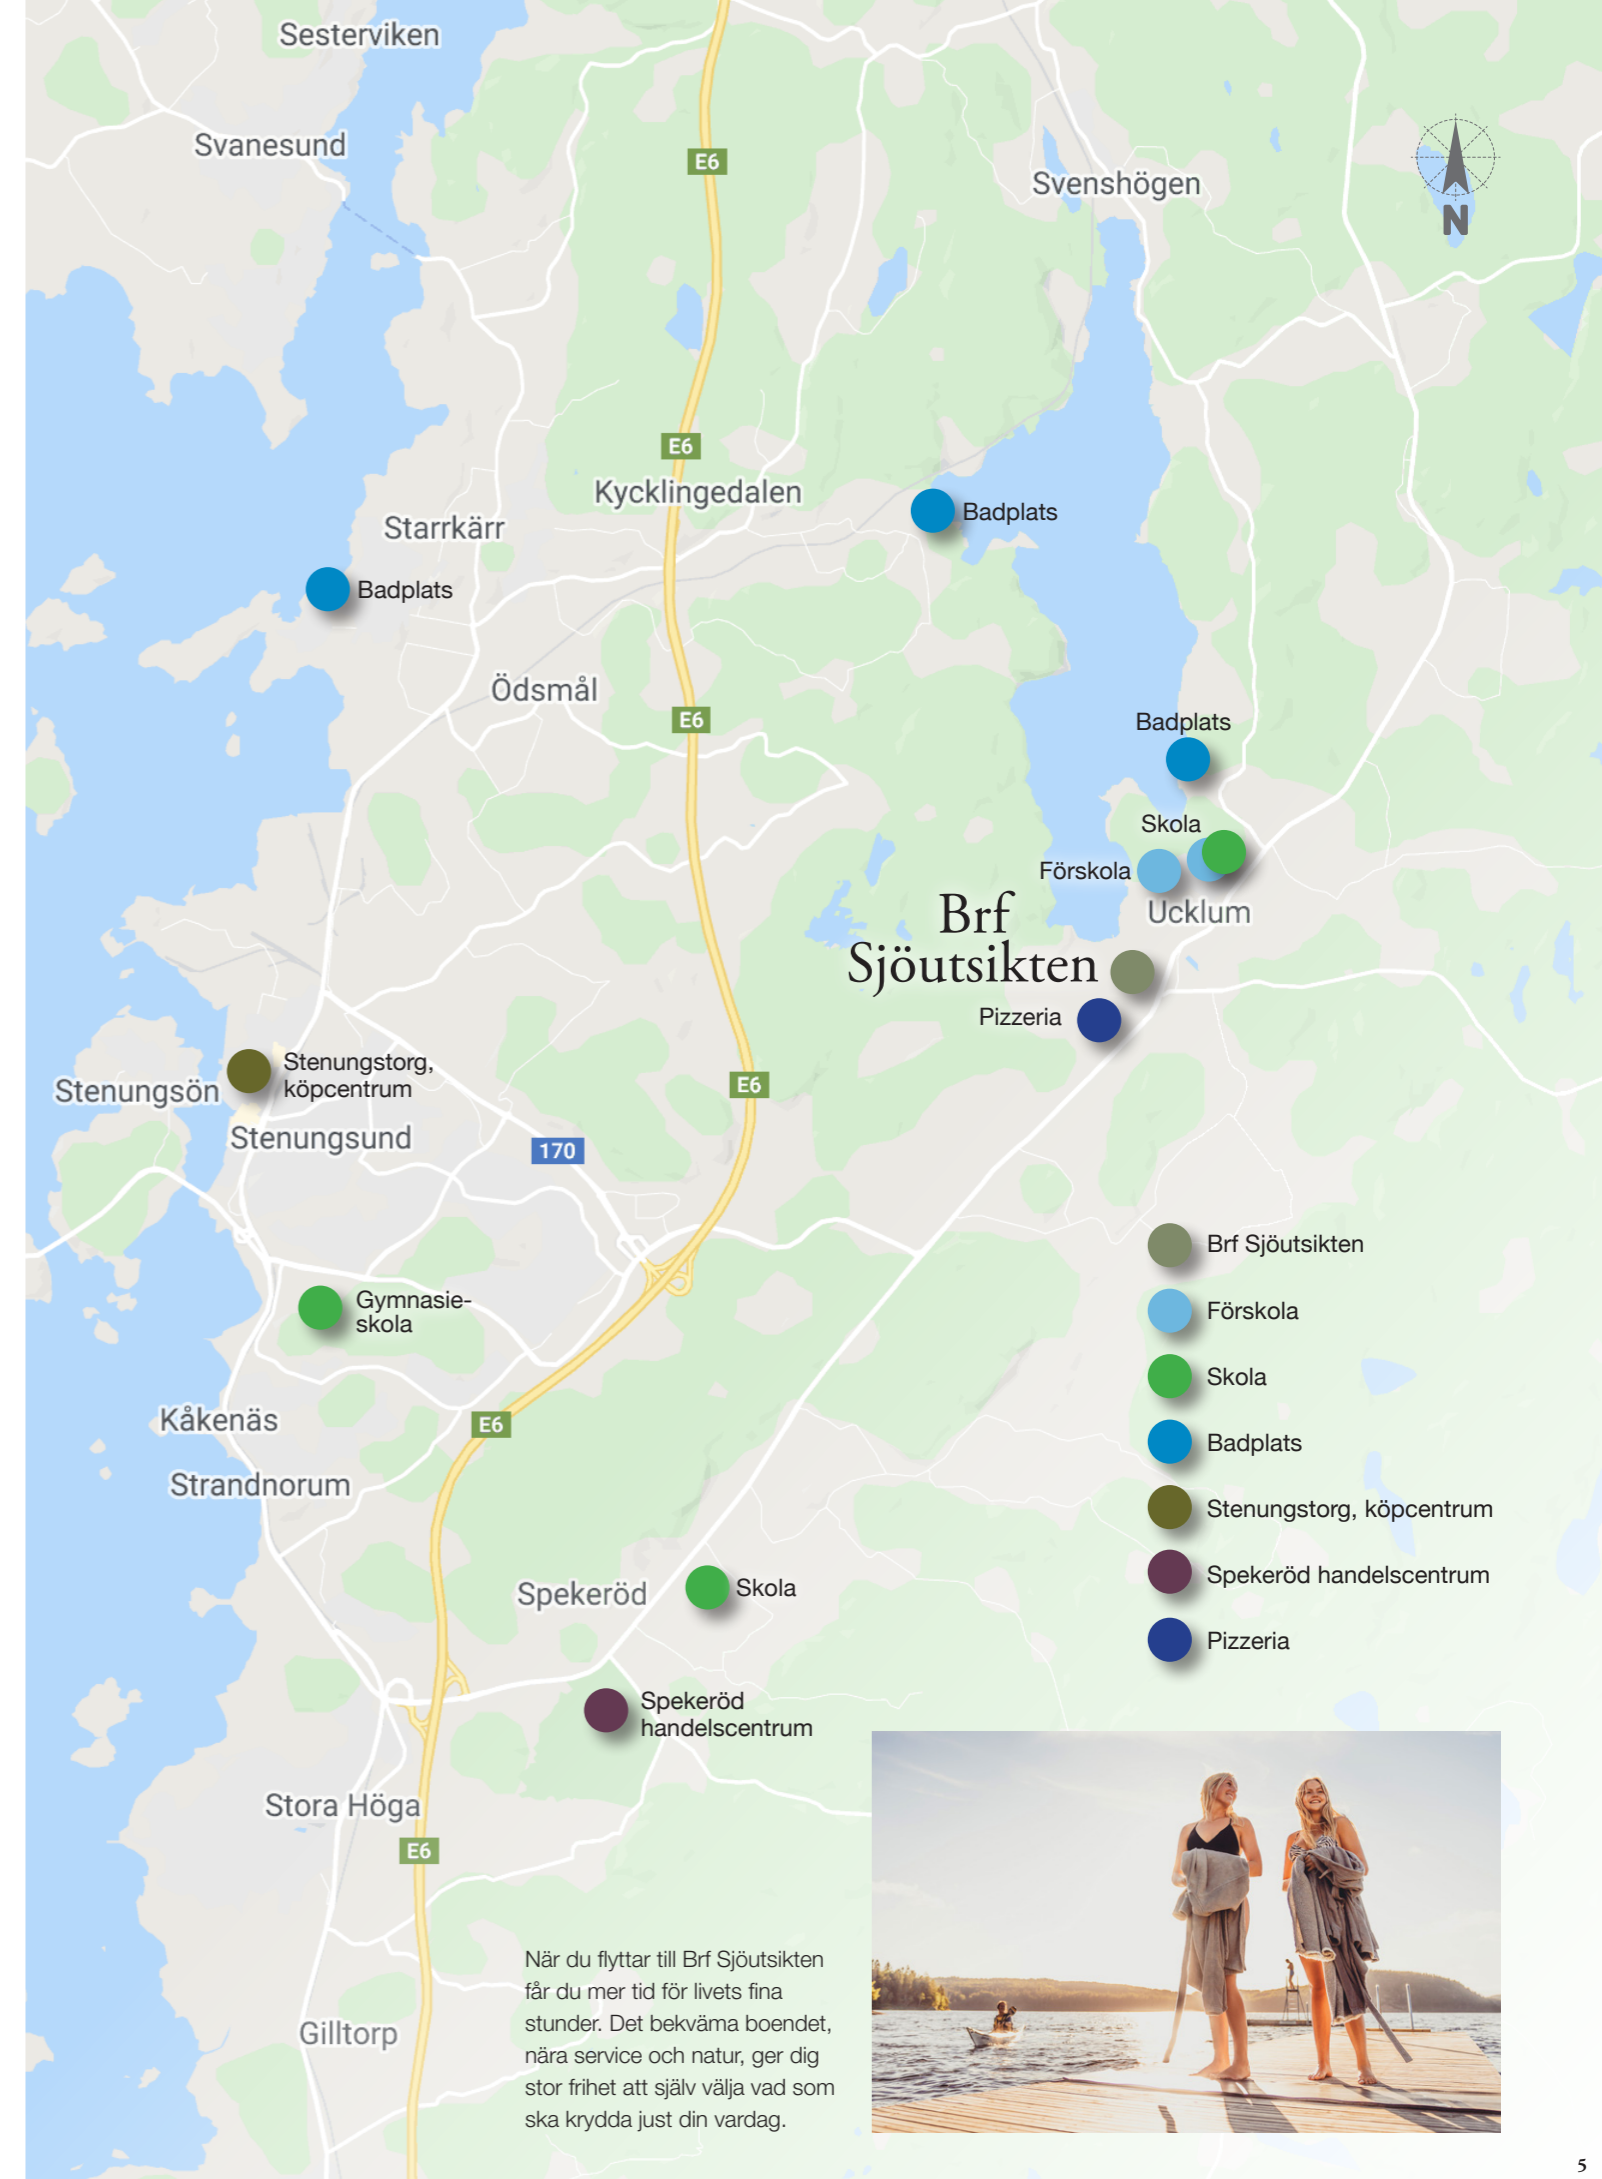 Sesterviken
Svanesund
E6
Svenshögen
N
E6
Kycklingedalen
Starrkärr
Badplats
Badplats
Ödsmål
E6
Badplats
Skola
Förskola
Ucklum
Brf
Sjöutsikten
Pizzeria
Stenungstorg,
köpcentrum
Stenungsön
E6
Stenungsund
170
Brf Sjöutsikten
Förskola
Skola
Badplats
Stenungstorg, köpcentrum
Spekeröd handelscentrum
Pizzeria
Gymnasie-
skola
Kåkenäs
E6
Strandnorum
Spekeröd
Skola
Spekeröd
handelscentrum
Stora Höga
E6
Gilltorp
När du flyttar till Brf Sjöutsikten
får du mer tid för livets fina
stunder. Det bekväma boendet,
nära service och natur, ger dig
stor frihet att själv välja vad som
ska krydda just din vardag.
5